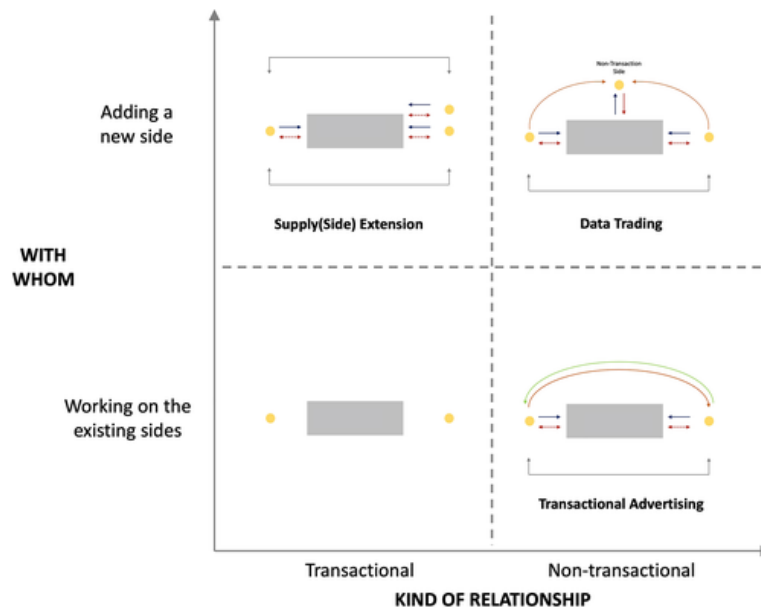 Non-Transaction
Side
Adding a
new side
Supply(Side) Extension
Data Trading
WITH
WHOM
Working on the
existing sides
Transactional Advertising
Transactional
Non-transactional
KIND OF RELATIONSHIP